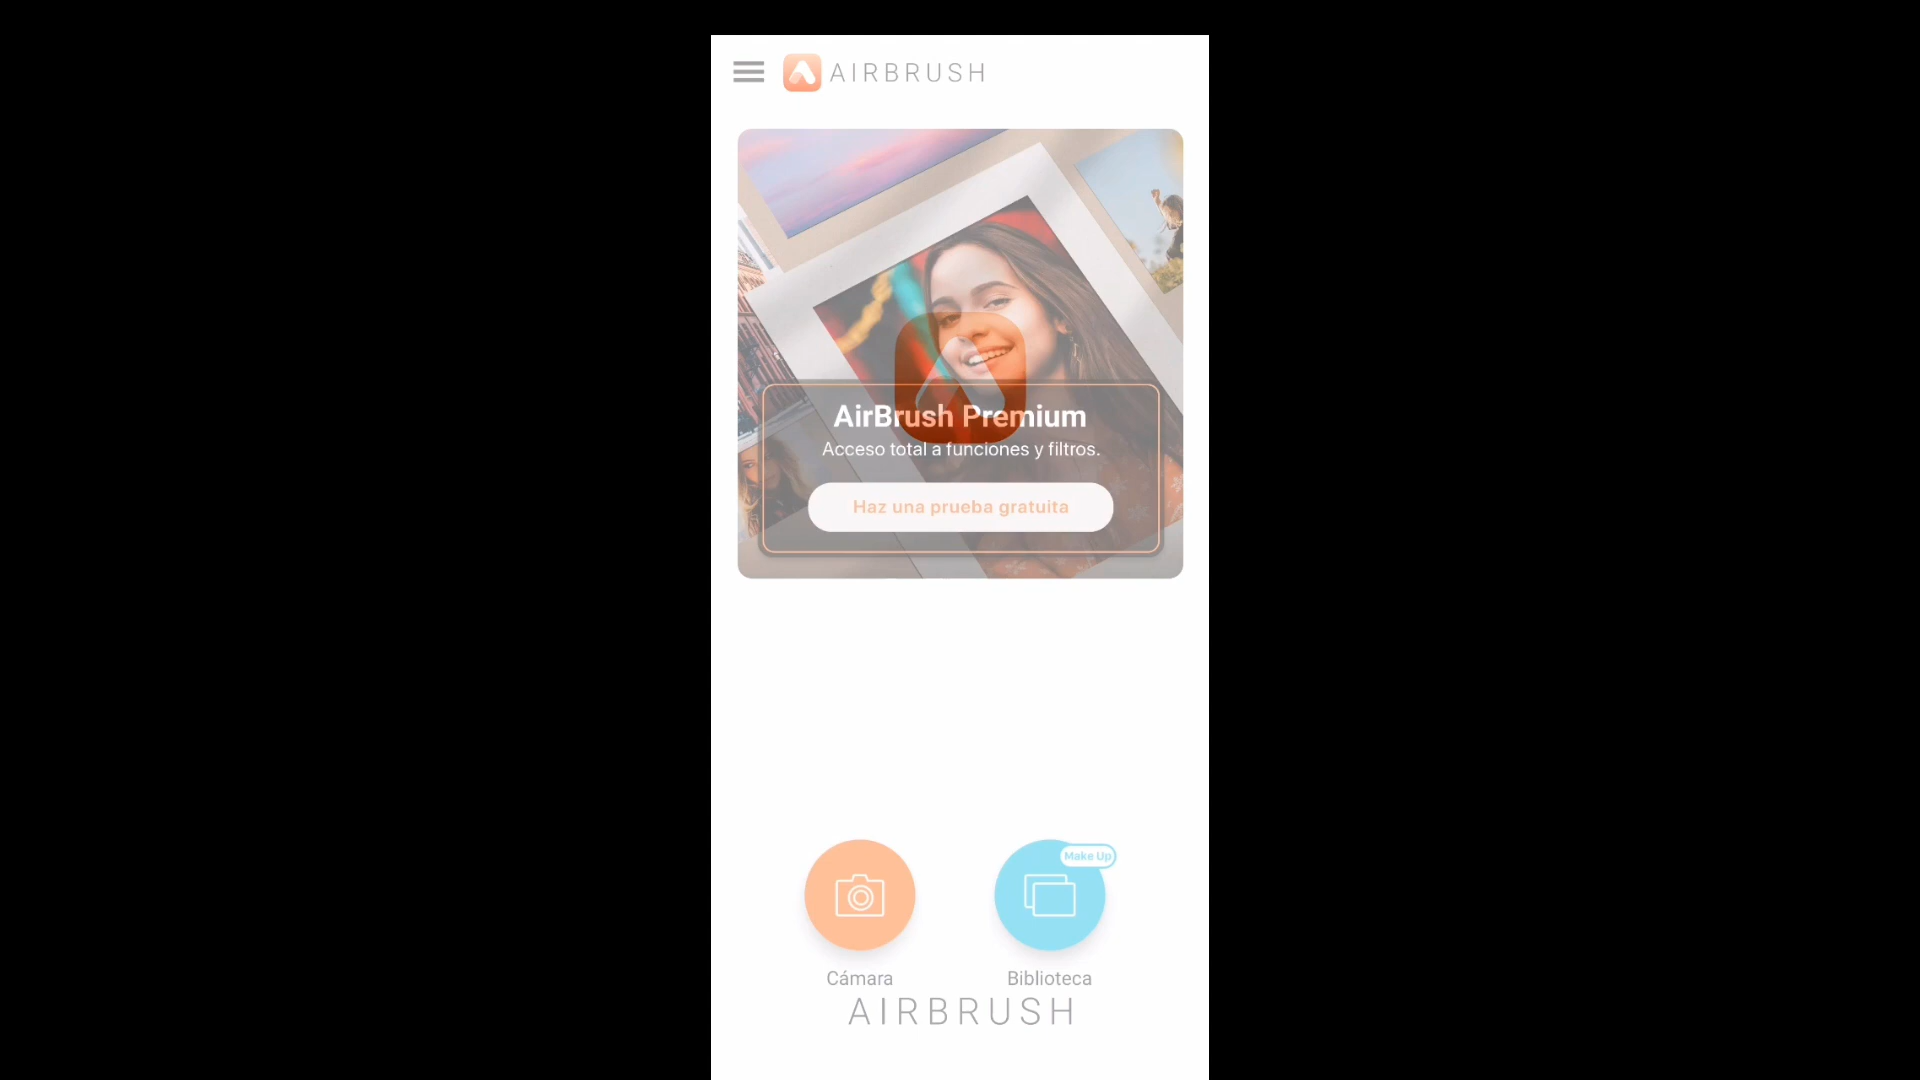 AIRBRUSH
AirBrush Premium
Acceso total a funciones y filtros.
Haz una prueba gratuita
Make Up
Cámara
Biblioteca
AIRBRUSH